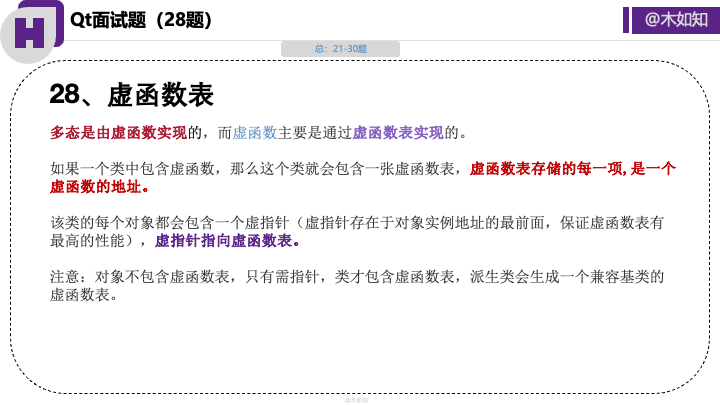 H
Qt面试题（28题）
@木如知
总：21-30题
28、虚函数表
多态是由虚函数实现的，而虚函数主要是通过虚函数表实现的。
如果一个类中包含虚函数，那么这个类就会包含一张虚函数表，虚函数表存储的每一项,是一个
虚函数的地址。
该类的每个对象都会包含一个虚指针（虚指针存在于对象实例地址的最前面，保证虚函数表有
最高的性能），虚指针指向虚函数表。
注意：对象不包含虚函数表，只有需指针，类才包含虚函数表，派生类会生成一个兼容基类的
虚函数表。
@木如知